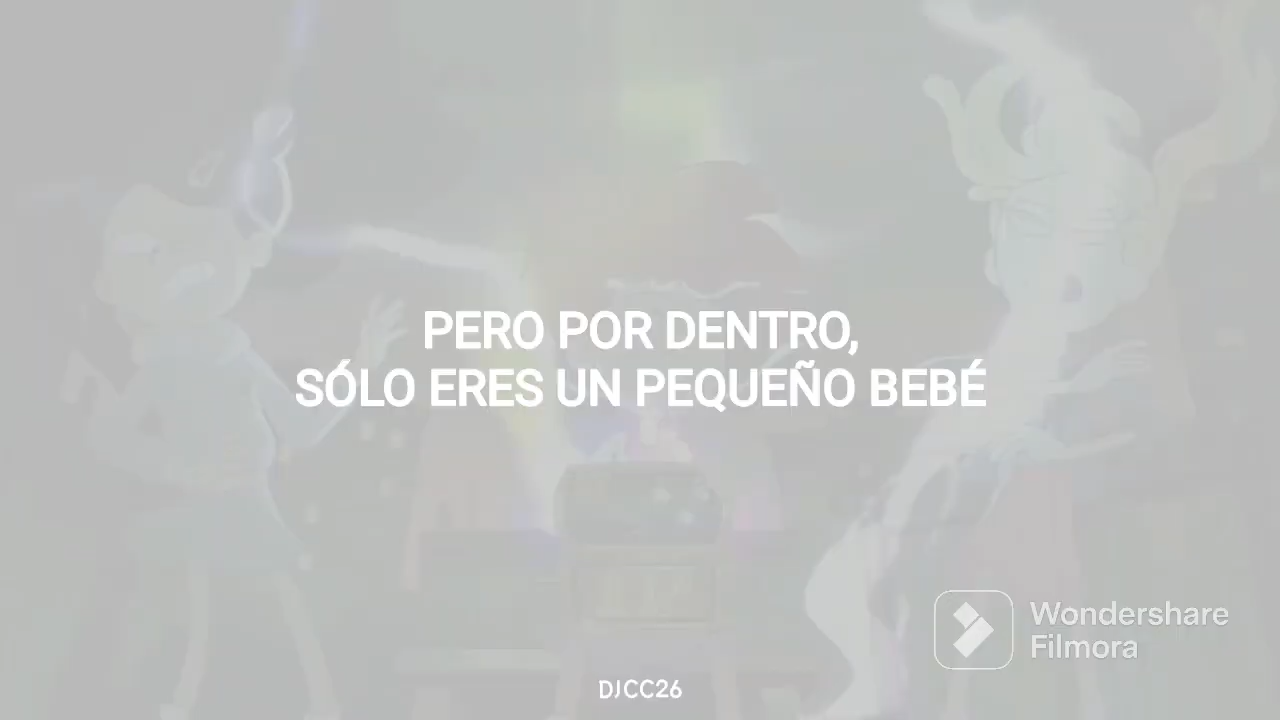 PERO POR DENTRO,
SÓLO ERES UN PEQUEÑO BEBÉ
Wondershare
Filmora
DJCC26